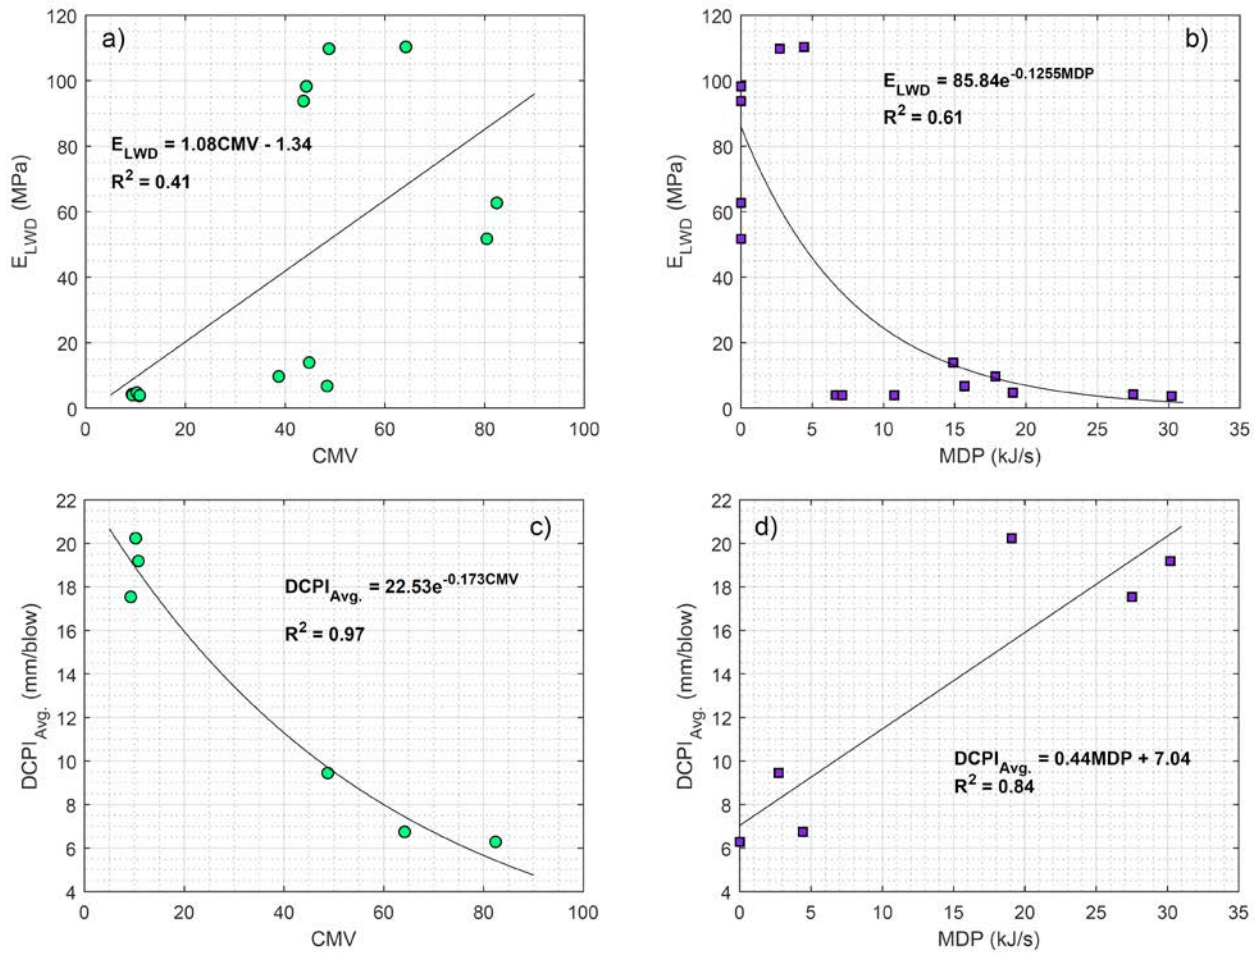 a)
E_LWD = 1.08CMV - 1.34
R² = 0.41
E_LWD (MPa)
120
100
80
60
40
20
0
0 20 40 60 80 100
CMV
b)
E_LWD = 85.84e^-0.1255MDP
R² = 0.61
E_LWD (MPa)
120
100
80
60
40
20
0
0 5 10 15 20 25 30 35
MDP (kJ/s)
c)
DCPI_Avg. = 22.53e^-0.173CMV
R² = 0.97
DCPI_Avg. (mm/blow)
22
20
18
16
14
12
10
8
6
4
0 20 40 60 80 100
CMV
d)
DCPI_Avg. = 0.44MDP + 7.04
R² = 0.84
DCPI_Avg. (mm/blow)
22
20
18
16
14
12
10
8
6
4
0 5 10 15 20 25 30 35
MDP (kJ/s)